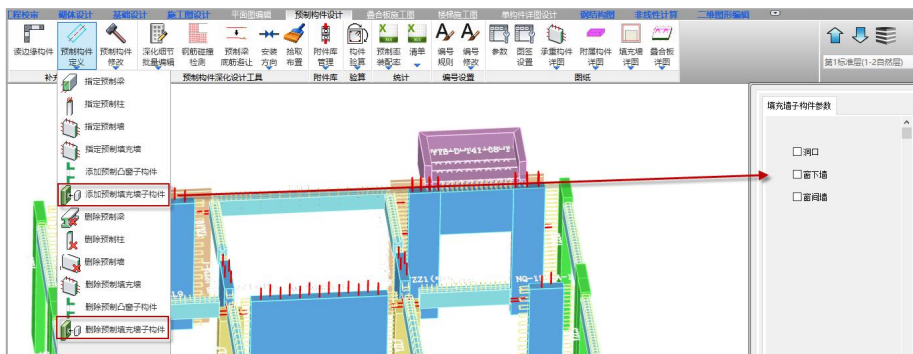 工程校审 砌体设计 基础设计 施工图设计 平面图编辑 预制构件设计 叠合板施工图 楼梯施工图 单构件详图设计 钢结构图 非线性计算 二维图形编辑
读边缘构件 预制构件定义 预制构件修改 深化细节批量编辑 钢筋碰撞检测 预制梁底筋避让 安装方向 拾取布置 附件库管理 构件验算 预制率装配率 清单 编号规则 编号修改 参数 图签设置 承重构件详图 附属构件详图 填充墙详图 叠合板详图
预制构件深化设计工具 附件库 验算 统计 编号设置 图纸
第1标准层(1-2自然层)
指定预制梁
指定预制柱
指定预制墙
指定预制填充墙
添加预制凸窗子构件
添加预制填充墙子构件
删除预制梁
删除预制柱
删除预制墙
删除预制填充墙
删除预制凸窗子构件
删除预制填充墙子构件
填充墙子构件参数
洞口
窗下墙
窗间墙